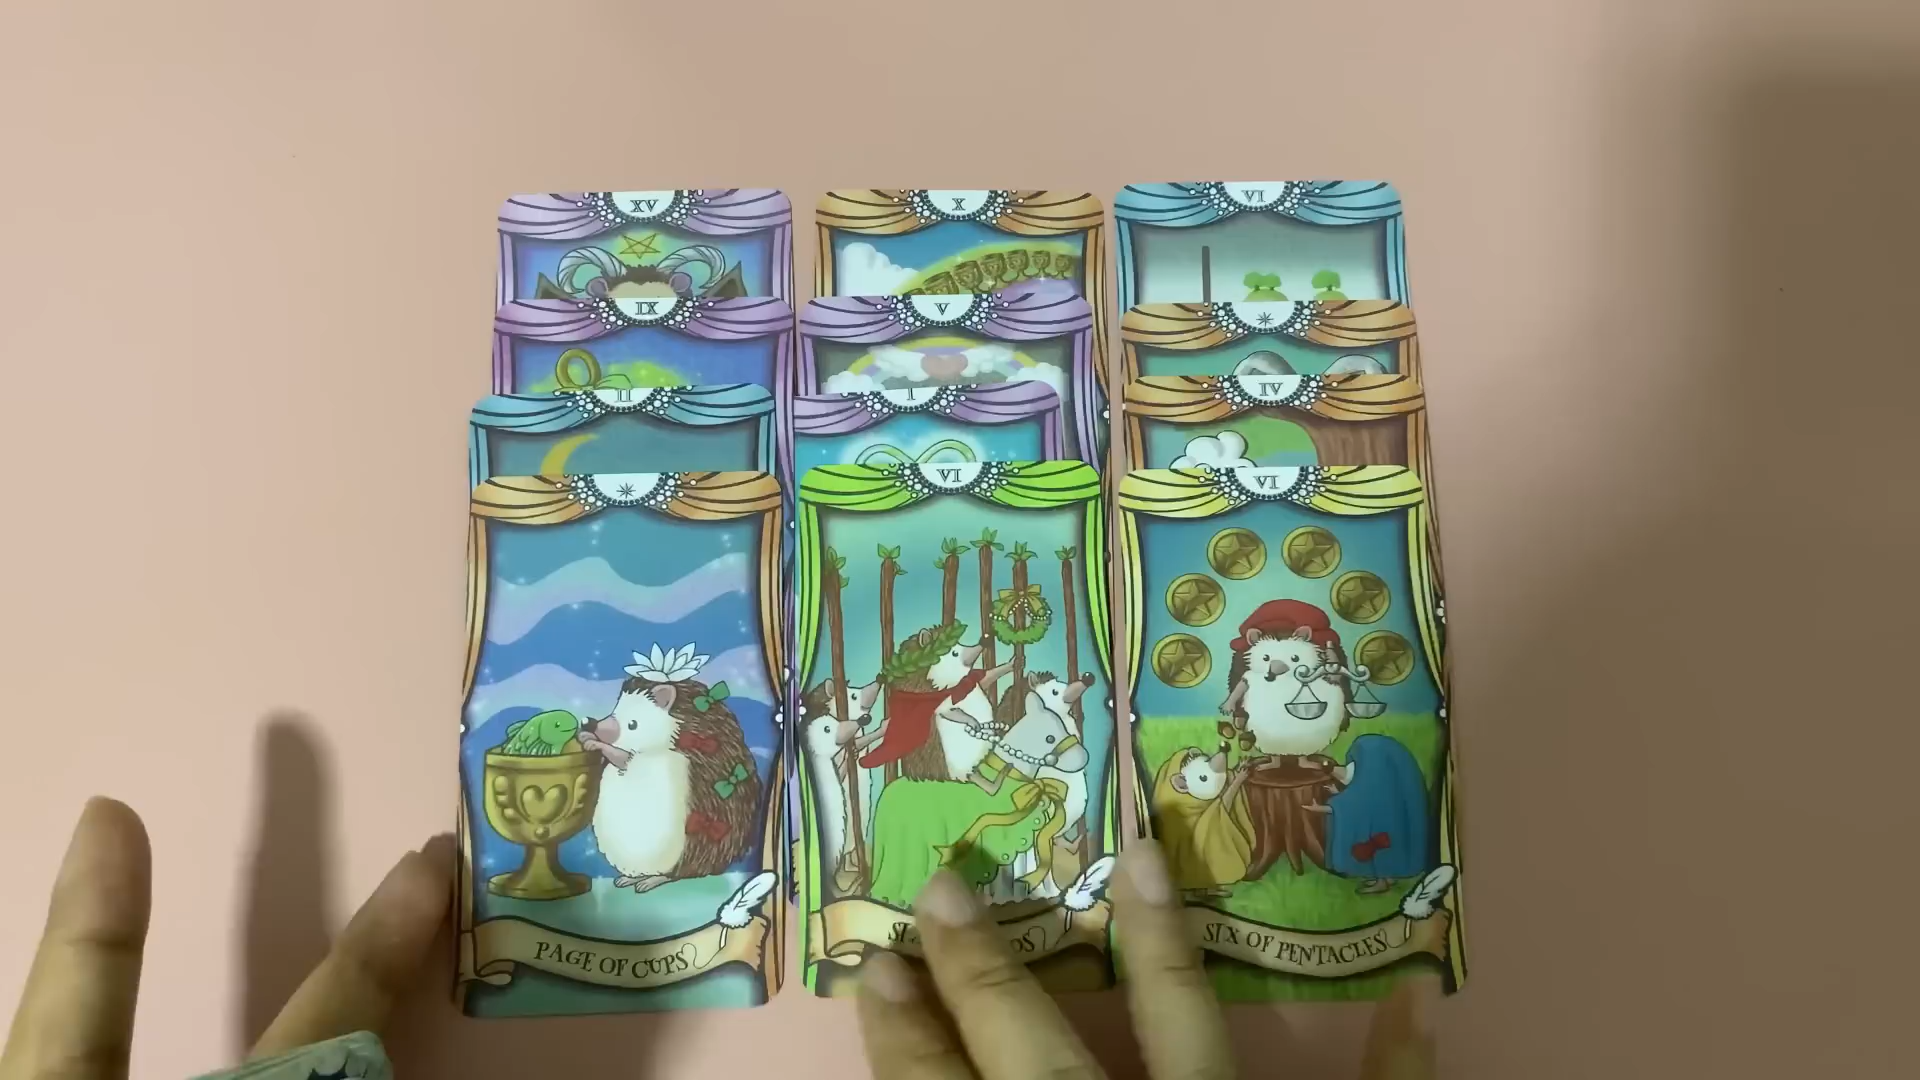 XV
X
VI
IX
V
II
I
IV
VI
VI
PAGE OF CUPS
SIX OF PENTACLES